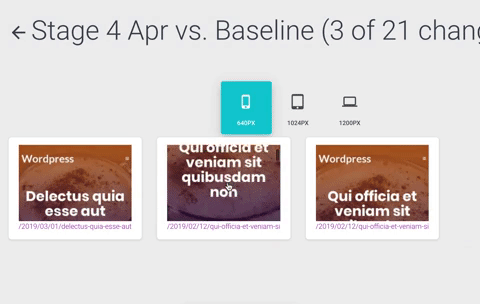 ← Stage 4 Apr vs. Baseline (3 of 21 chang
640PX
1024PX
1200PX
Wordpress
Delectus quia
esse aut
/2019/03/01/delectus-quia-esse-aut
Qui officia et
veniam sit
quibusdam
non
/2019/02/12/qui-officia-et-veniam-si
Wordpress
Qui officia et
veniam sit
/2019/02/12/qui-officia-et-veniam-si